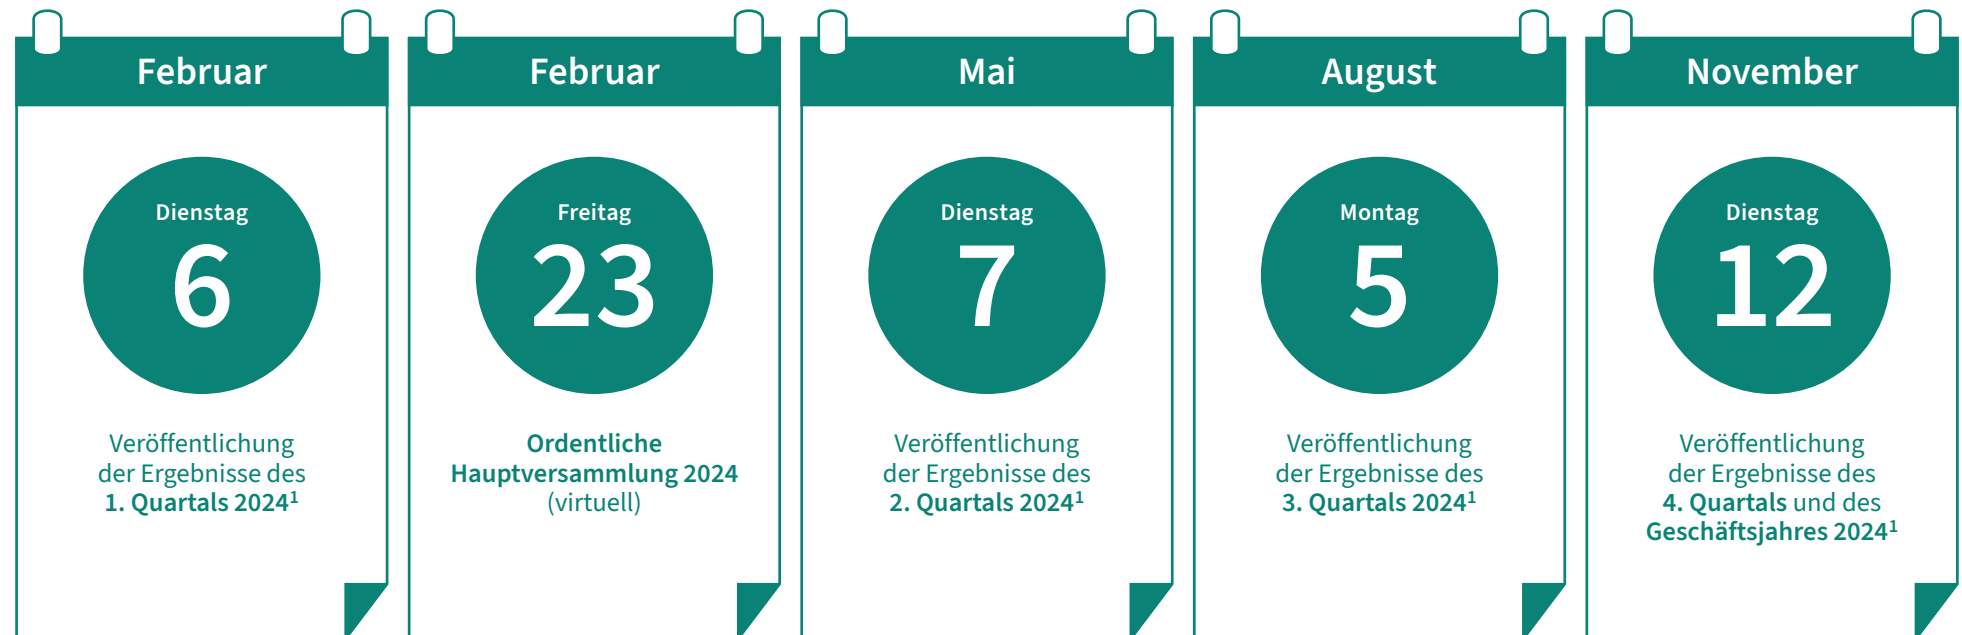 Februar
Dienstag
6
Veröffentlichung
der Ergebnisse des
1. Quartals 2024¹
Februar
Freitag
23
Ordentliche
Hauptversammlung 2024
(virtuell)
Mai
Dienstag
7
Veröffentlichung
der Ergebnisse des
2. Quartals 2024¹
August
Montag
5
Veröffentlichung
der Ergebnisse des
3. Quartals 2024¹
November
Dienstag
12
Veröffentlichung
der Ergebnisse des
4. Quartals und des
Geschäftsjahres 2024¹